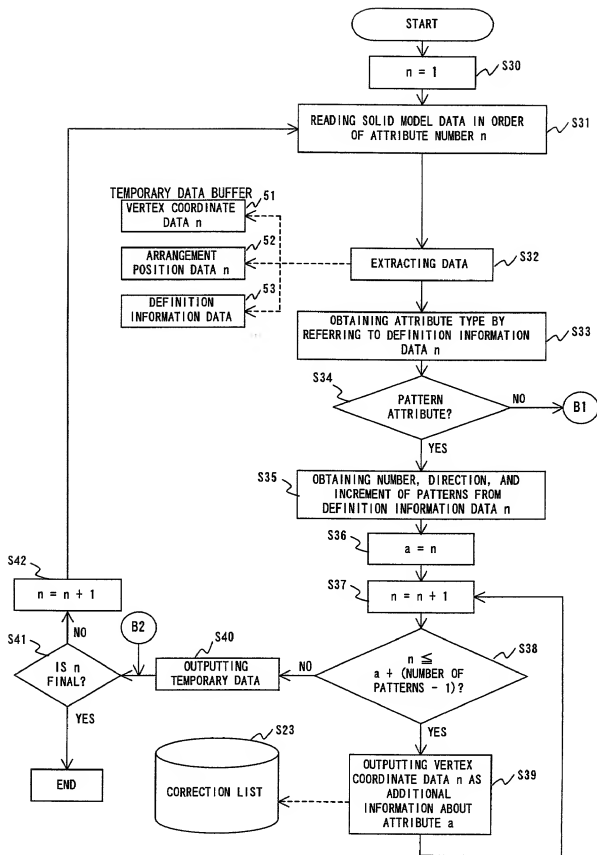 START
n = 1
S30
READING SOLID MODEL DATA IN ORDER
OF ATTRIBUTE NUMBER n
S31
TEMPORARY DATA BUFFER
51
VERTEX COORDINATE
DATA n
52
ARRANGEMENT
POSITION DATA n
53
DEFINITION
INFORMATION DATA
EXTRACTING DATA
S32
OBTAINING ATTRIBUTE TYPE BY
REFERRING TO DEFINITION INFORMATION
DATA n
S33
S34
PATTERN
ATTRIBUTE?
NO
B1
YES
S35
OBTAINING NUMBER, DIRECTION, AND
INCREMENT OF PATTERNS FROM
DEFINITION INFORMATION DATA n
S36
a = n
S37
n = n + 1
S42
n = n + 1
S41
NO
B2
IS n
FINAL?
YES
END
S40
OUTPUTTING
TEMPORARY DATA
NO
n ≦
a + (NUMBER OF
PATTERNS - 1)?
S38
YES
S23
CORRECTION LIST
OUTPUTTING VERTEX
COORDINATE DATA n AS
ADDITIONAL
INFORMATION ABOUT
ATTRIBUTE a
S39